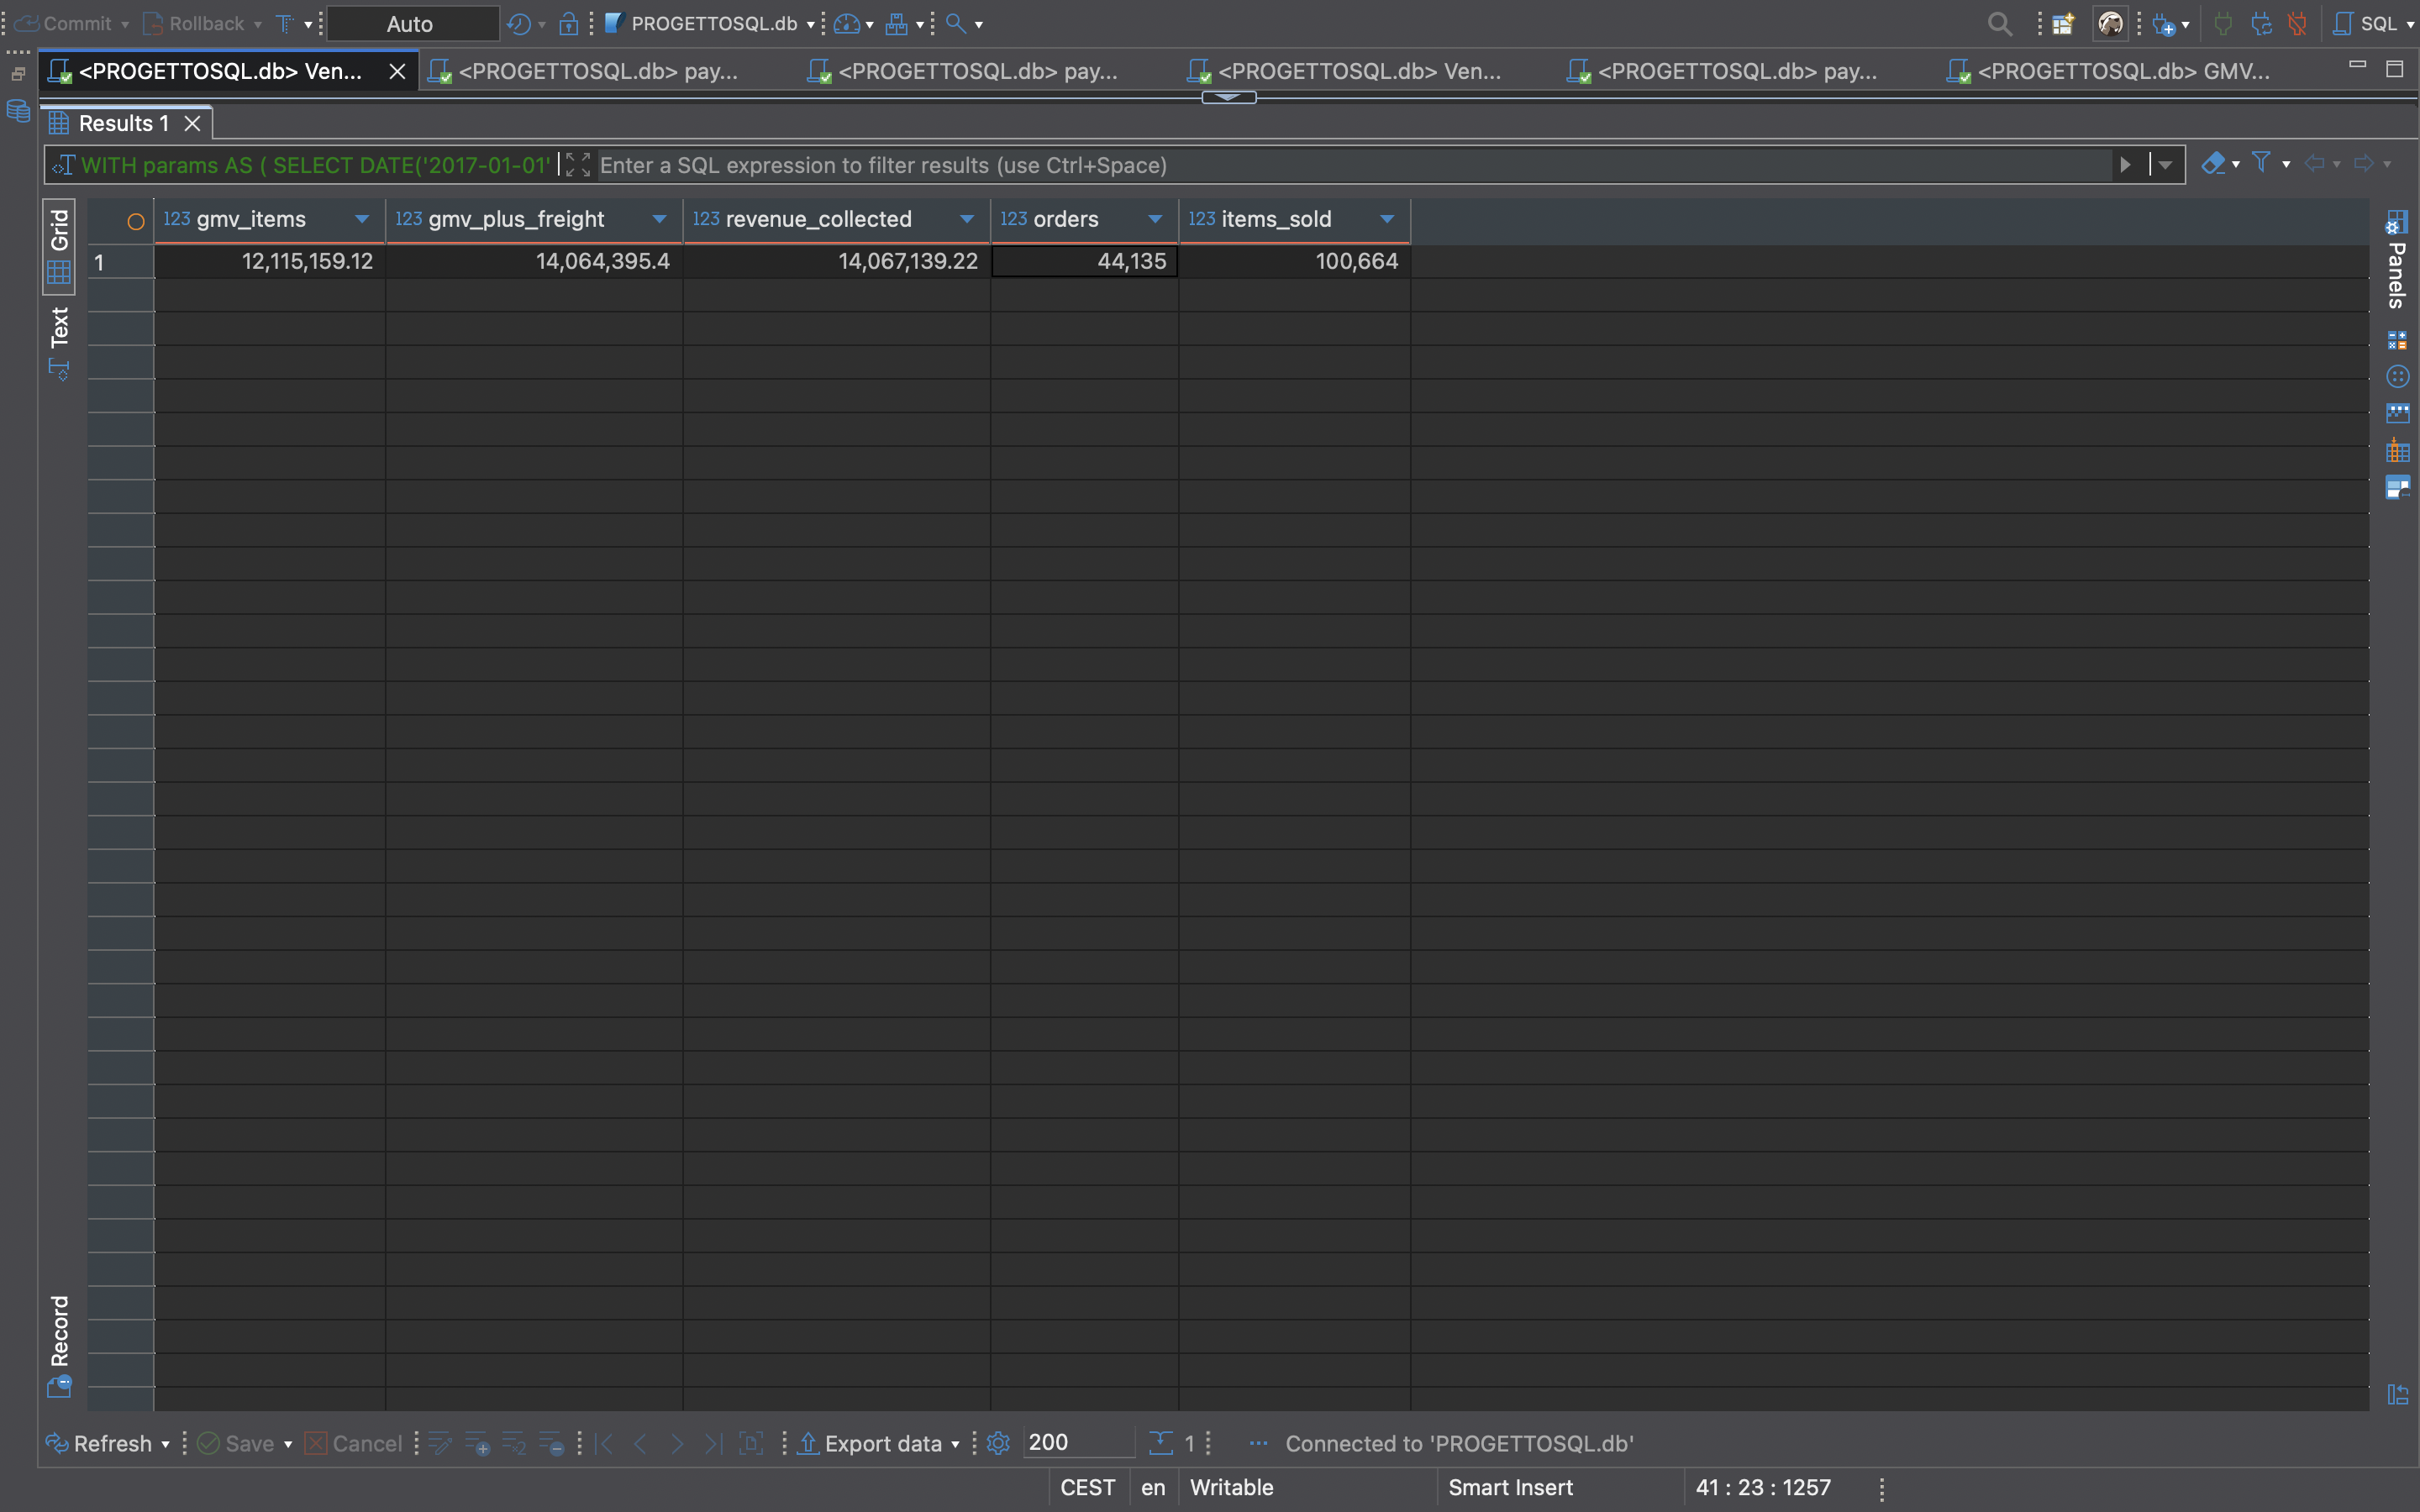 Commit Rollback Auto PROGETTOSQL.db SQL
<PROGETTOSQL.db> Ven... <PROGETTOSQL.db> pay... <PROGETTOSQL.db> pay... <PROGETTOSQL.db> Ven... <PROGETTOSQL.db> pay... <PROGETTOSQL.db> GMV...
Results 1
WITH params AS ( SELECT DATE('2017-01-01' Enter a SQL expression to filter results (use Ctrl+Space)
Grid
Text
Record
123 gmv_items 123 gmv_plus_freight 123 revenue_collected 123 orders 123 items_sold
1 12,115,159.12 14,064,395.4 14,067,139.22 44,135 100,664
Panels
Refresh Save Cancel Export data 200 1 ... Connected to 'PROGETTOSQL.db'
CEST en Writable Smart Insert 41 : 23 : 1257